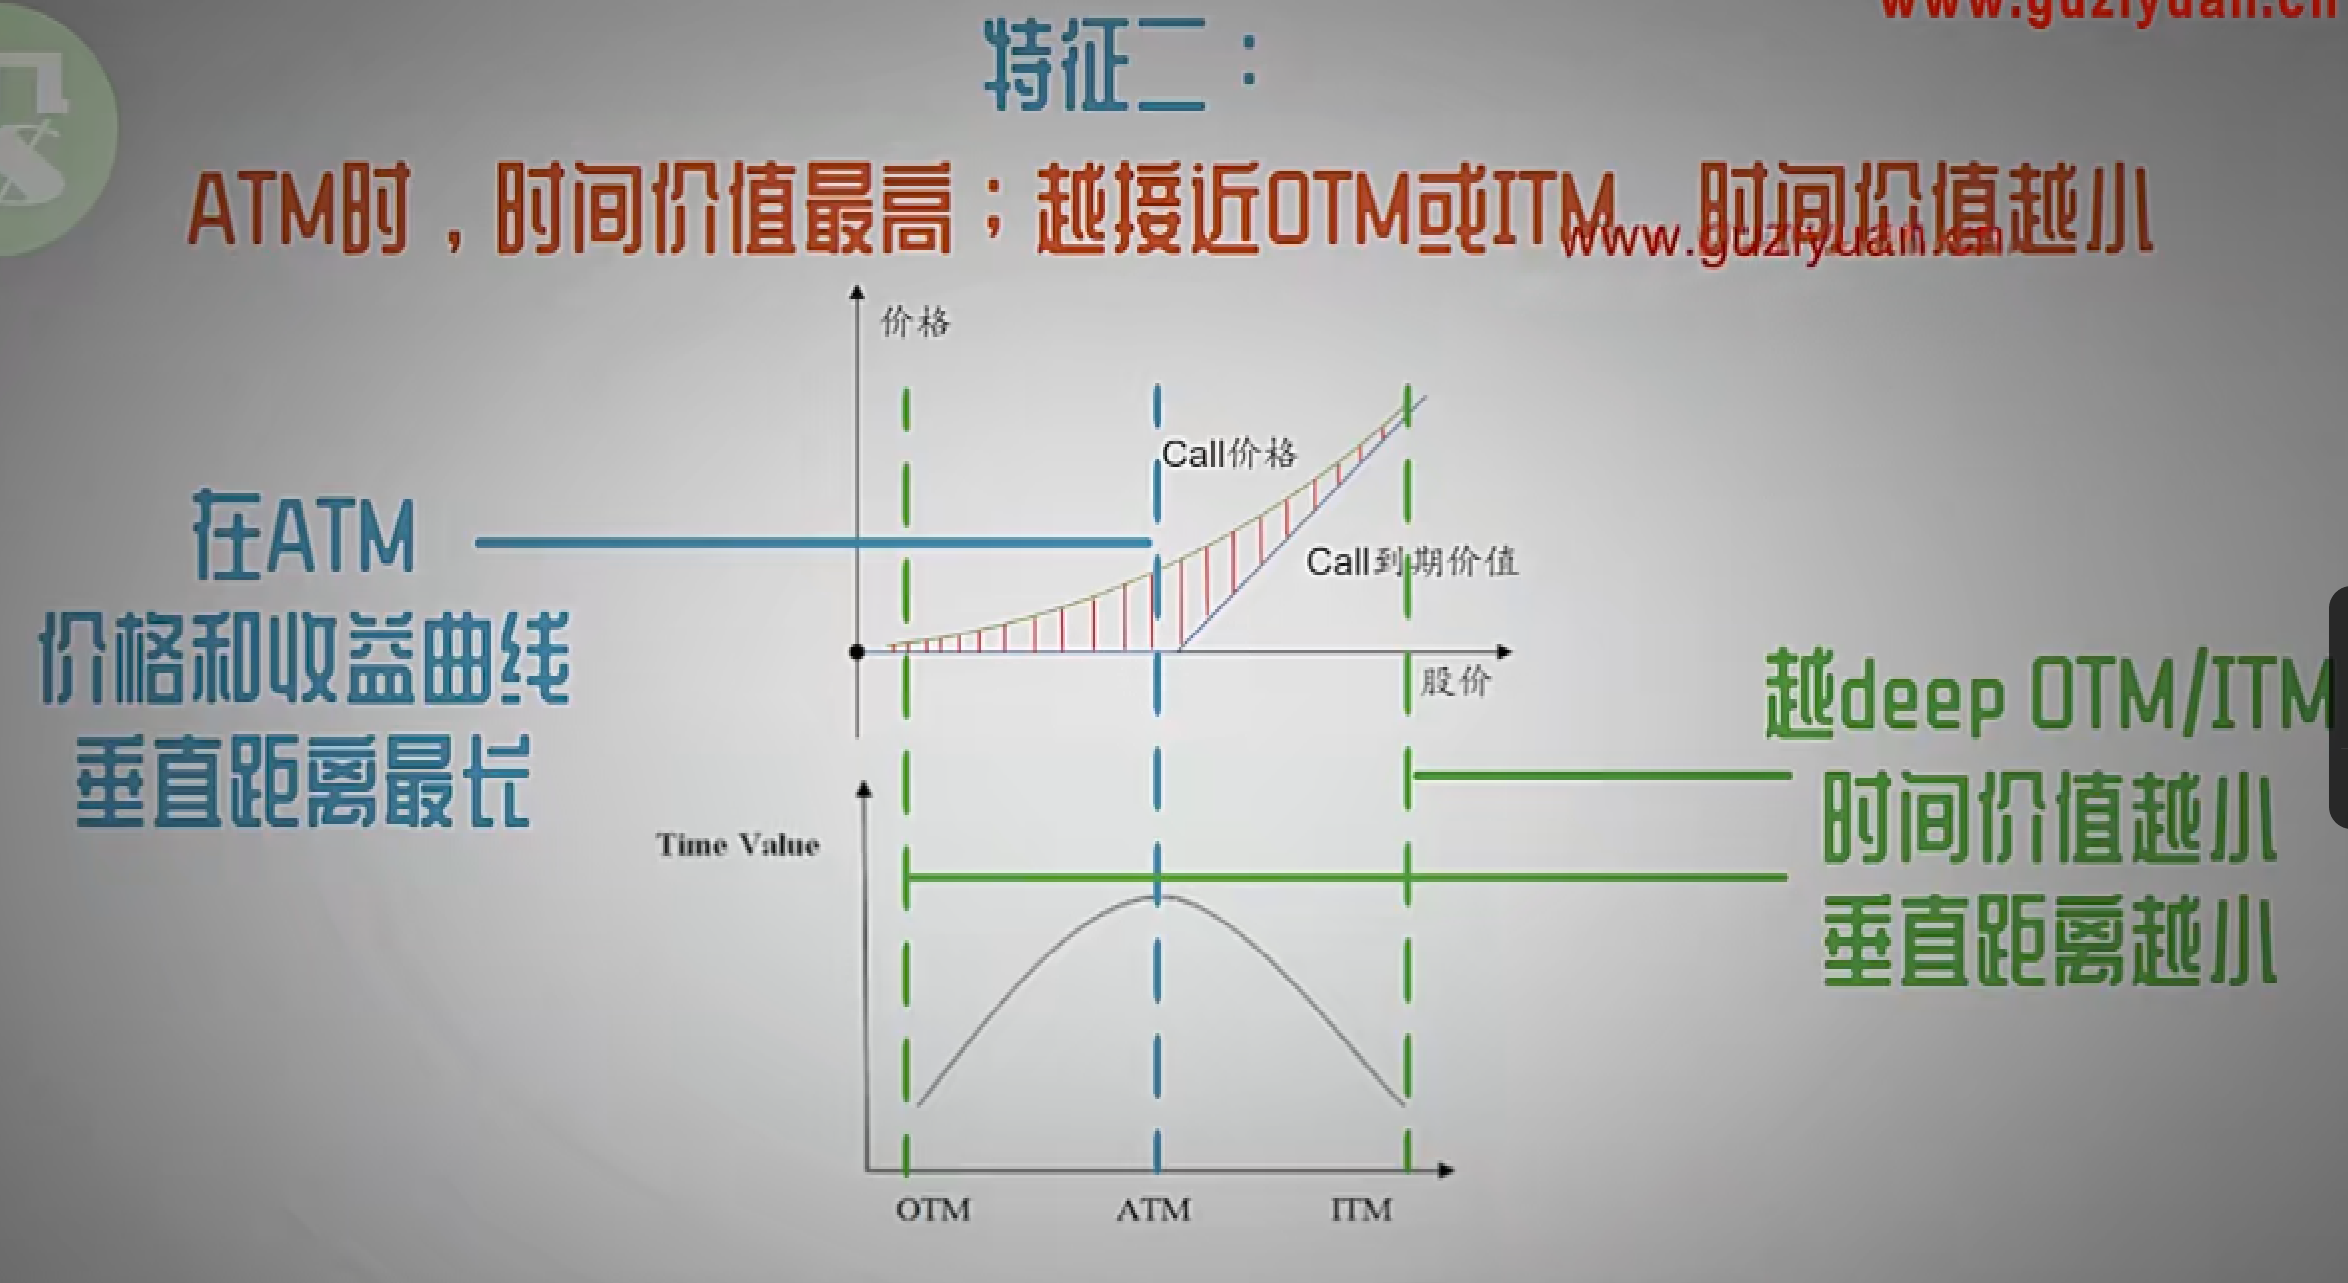 www.guziyuan.cn
特征二：
ATM时，时间价值最高；越接近OTM或ITM，时间价值越小
www.guziyuan.cn
价格
Call价格
在ATM
价格和收益曲线
垂直距离最长
Call到期价值
股价
越deep OTM/ITM
时间价值越小
垂直距离越小
Time Value
OTM
ATM
ITM